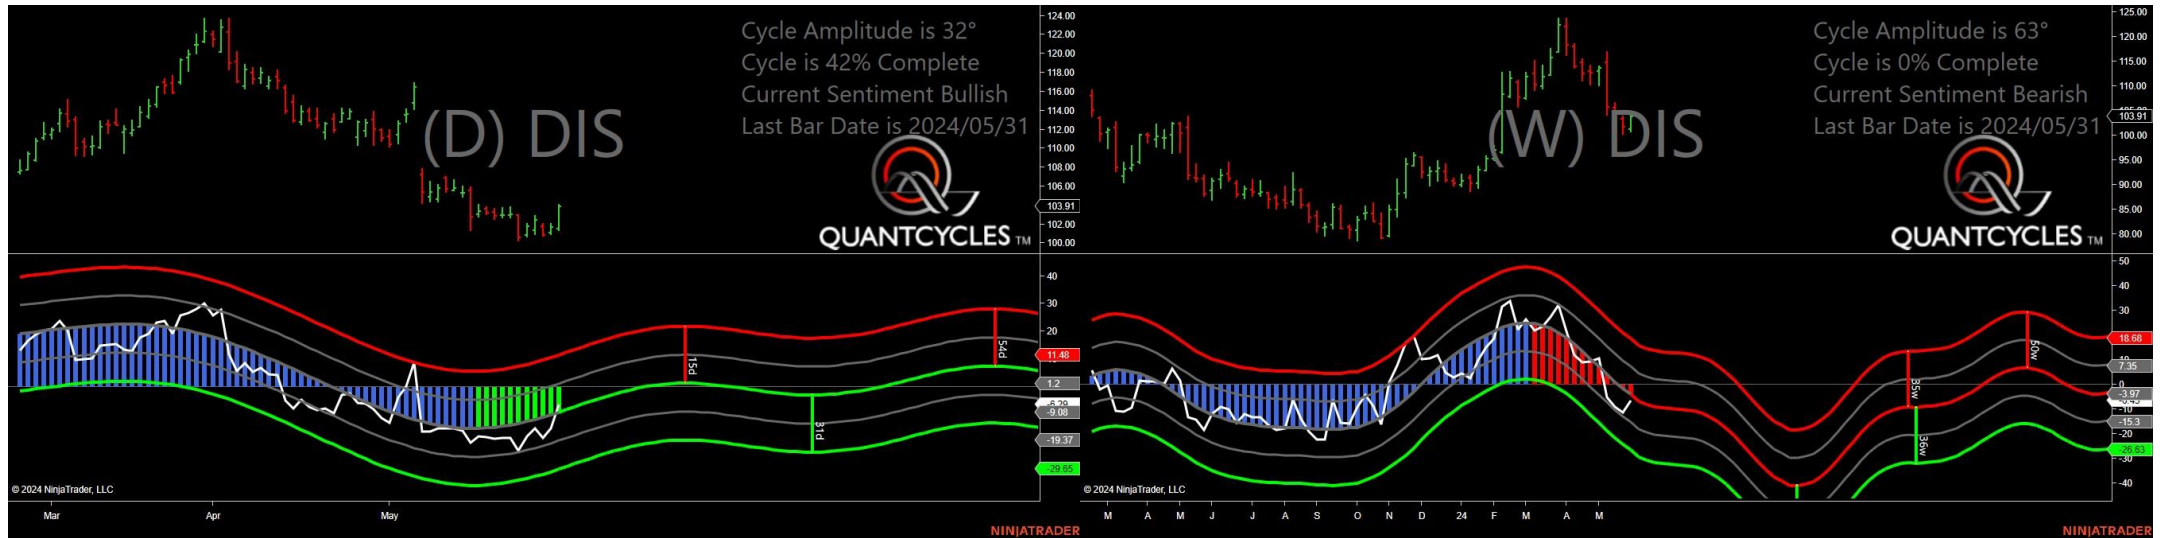 Cycle Amplitude is 32°
Cycle is 42% Complete
Current Sentiment Bullish
Last Bar Date is 2024/05/31
(D) DIS
QUANTCYCLES TM
124.00
122.00
120.00
118.00
116.00
114.00
112.00
110.00
108.00
106.00
103.91
102.00
100.00
40
30
20
11.48
1.2
-9.08
-19.37
-29.65
15d
31d
54d
© 2024 NinjaTrader, LLC
Mar Apr May
NINJATRADER
Cycle Amplitude is 63°
Cycle is 0% Complete
Current Sentiment Bearish
Last Bar Date is 2024/05/31
(W) DIS
QUANTCYCLES TM
125.00
120.00
115.00
110.00
103.91
100.00
95.00
90.00
85.00
80.00
50
40
30
18.68
7.35
0
-3.97
-10
-15.3
-20
-26.63
-30
-40
35w
36w
50w
© 2024 NinjaTrader, LLC
M A M J J A S O N D 24 F M A M
NINJATRADER